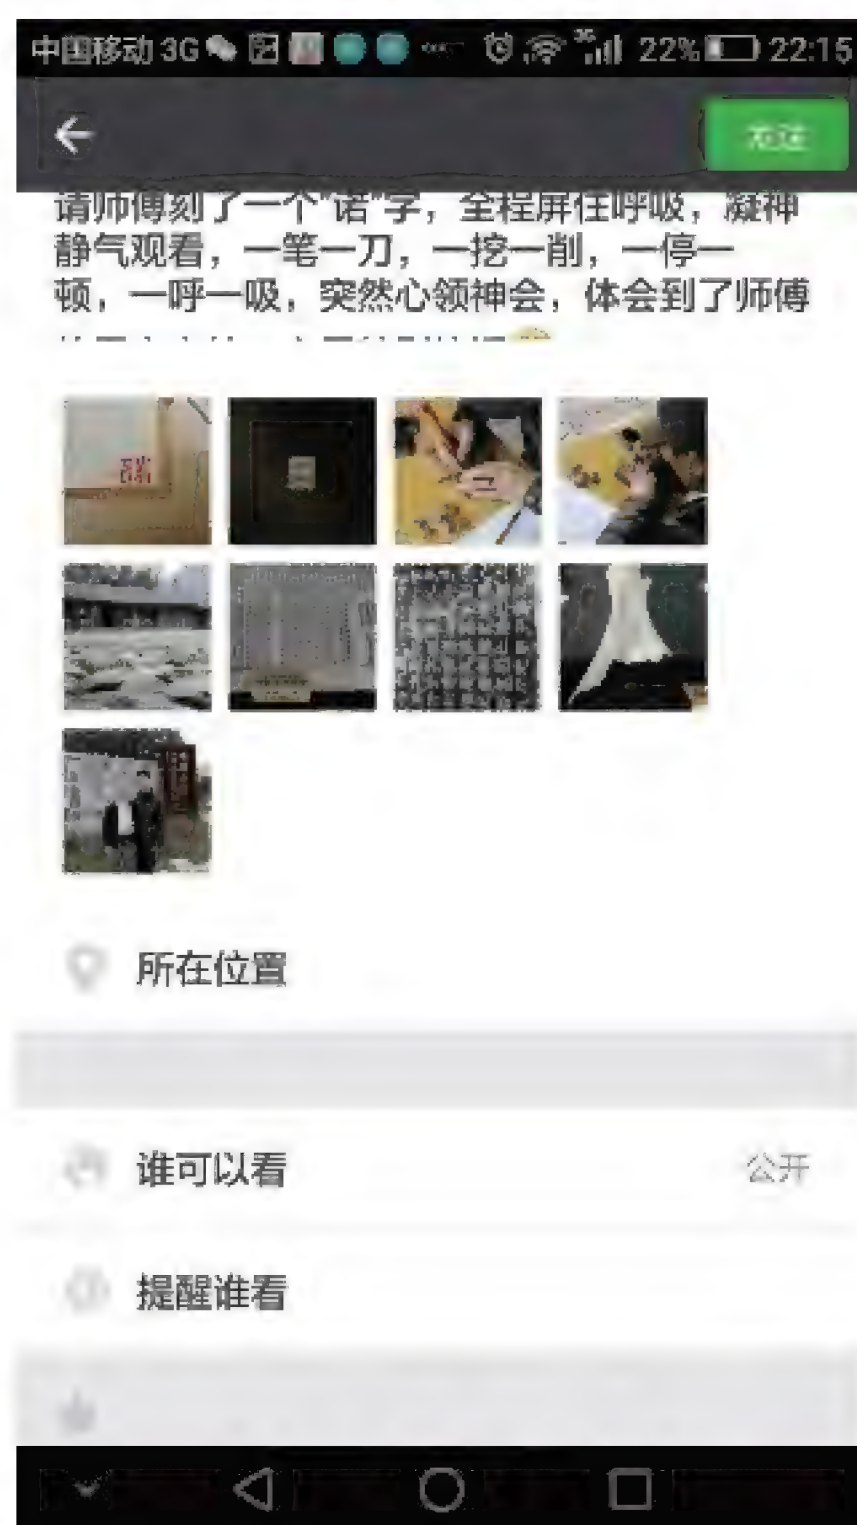 中国移动 3G 22% 22:15
发送
请师傅刻了一个"诺"字，全程屏住呼吸，凝神
静气观看，一笔一刀，一挖一削，一停一
顿，一呼一吸，突然心领神会，体会到了师傅
所在位置
谁可以看 公开
提醒谁看